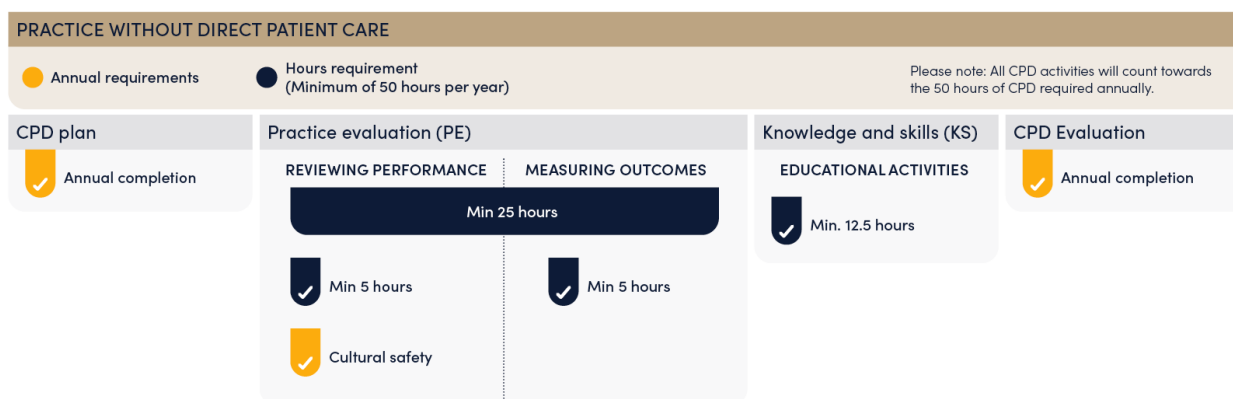 PRACTICE WITHOUT DIRECT PATIENT CARE
Annual requirements
Hours requirement
(Minimum of 50 hours per year)
Please note: All CPD activities will count towards
the 50 hours of CPD required annually.
CPD plan
Annual completion
Practice evaluation (PE)
REVIEWING PERFORMANCE
MEASURING OUTCOMES
Min 25 hours
Min 5 hours
Min 5 hours
Cultural safety
Knowledge and skills (KS)
EDUCATIONAL ACTIVITIES
Min. 12.5 hours
CPD Evaluation
Annual completion